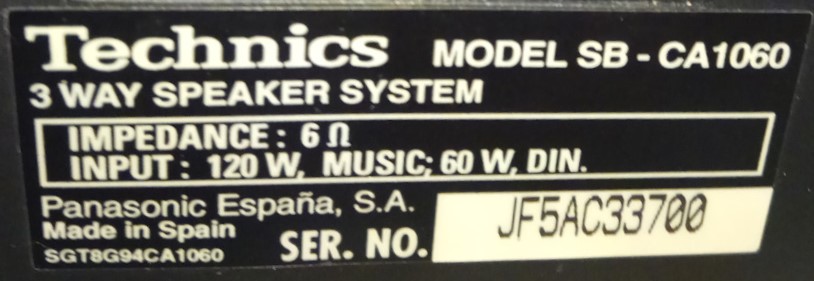 Technics MODEL SB - CA1060
3 WAY SPEAKER SYSTEM
IMPEDANCE : 6 Ω
INPUT : 120 W, MUSIC; 60 W, DIN.
Panasonic España, S.A.
Made in Spain
SGT8G94CA1060
SER. NO. JF5AC33700